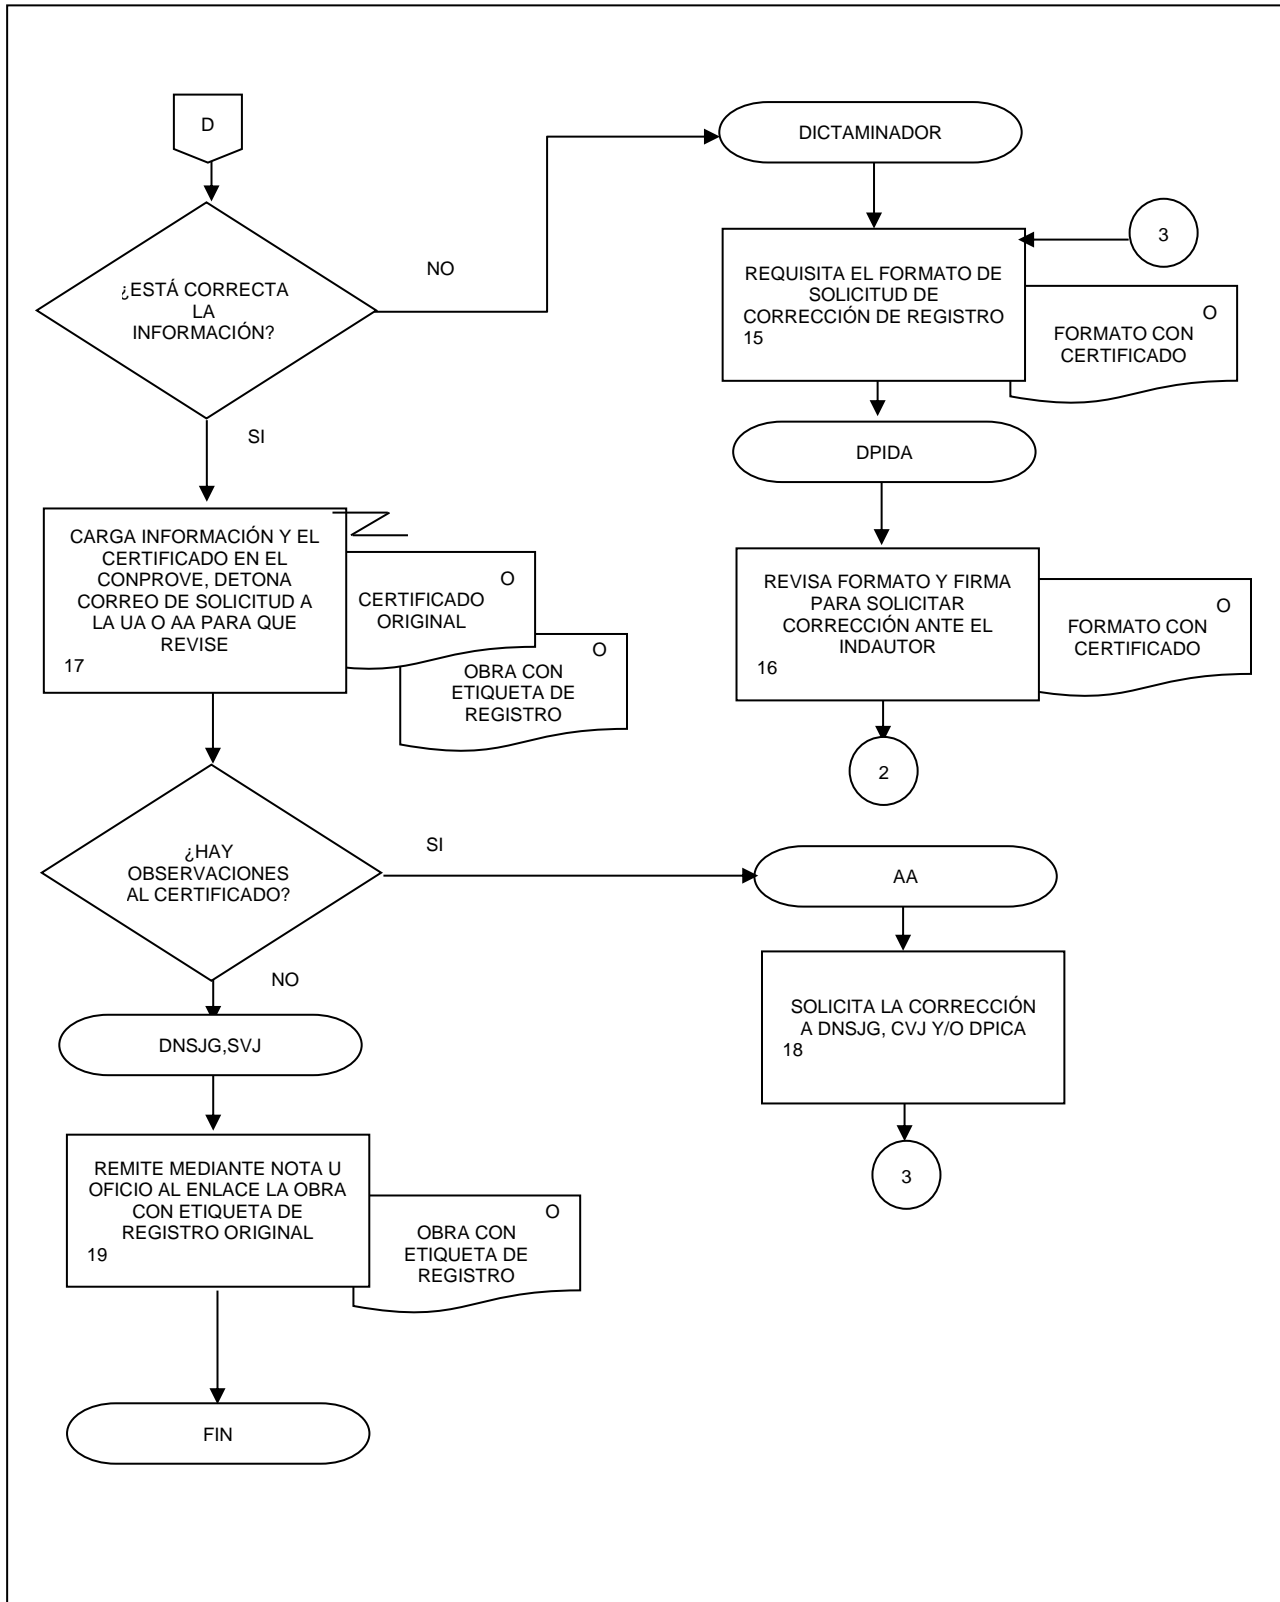 D
DICTAMINADOR
3
¿ESTÁ CORRECTA
LA
INFORMACIÓN?
NO
SI
REQUISITA EL FORMATO DE
SOLICITUD DE
CORRECCIÓN DE REGISTRO
15
O
FORMATO CON
CERTIFICADO
DPIDA
CARGA INFORMACIÓN Y EL
CERTIFICADO EN EL
CONPROVE, DETONA
CORREO DE SOLICITUD A
LA UA O AA PARA QUE
REVISE
17
O
CERTIFICADO
ORIGINAL
O
OBRA CON
ETIQUETA DE
REGISTRO
REVISA FORMATO Y FIRMA
PARA SOLICITAR
CORRECCIÓN ANTE EL
INDAUTOR
16
O
FORMATO CON
CERTIFICADO
2
¿HAY
OBSERVACIONES
AL CERTIFICADO?
SI
NO
AA
SOLICITA LA CORRECCIÓN
A DNSJG, CVJ Y/O DPICA
18
3
DNSJG,SVJ
REMITE MEDIANTE NOTA U
OFICIO AL ENLACE LA OBRA
CON ETIQUETA DE
REGISTRO ORIGINAL
19
O
OBRA CON
ETIQUETA DE
REGISTRO
FIN